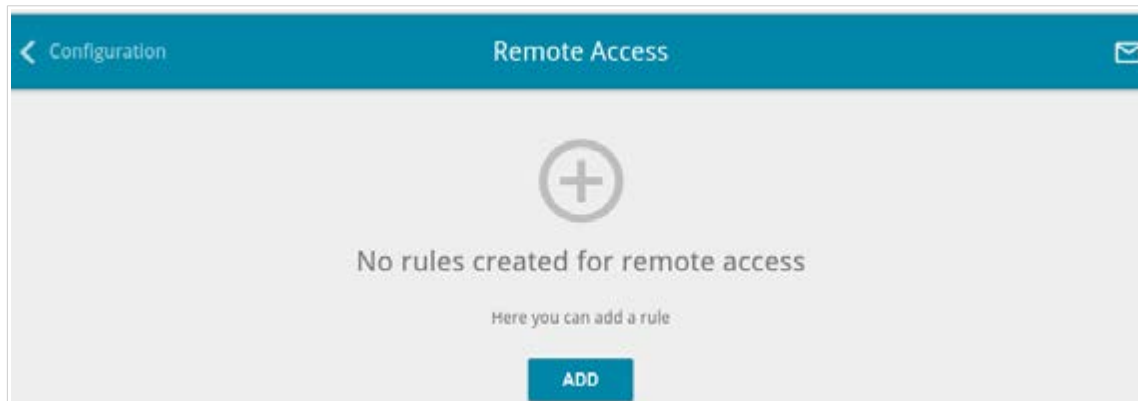 Configuration
Remote Access
No rules created for remote access
Here you can add a rule
ADD